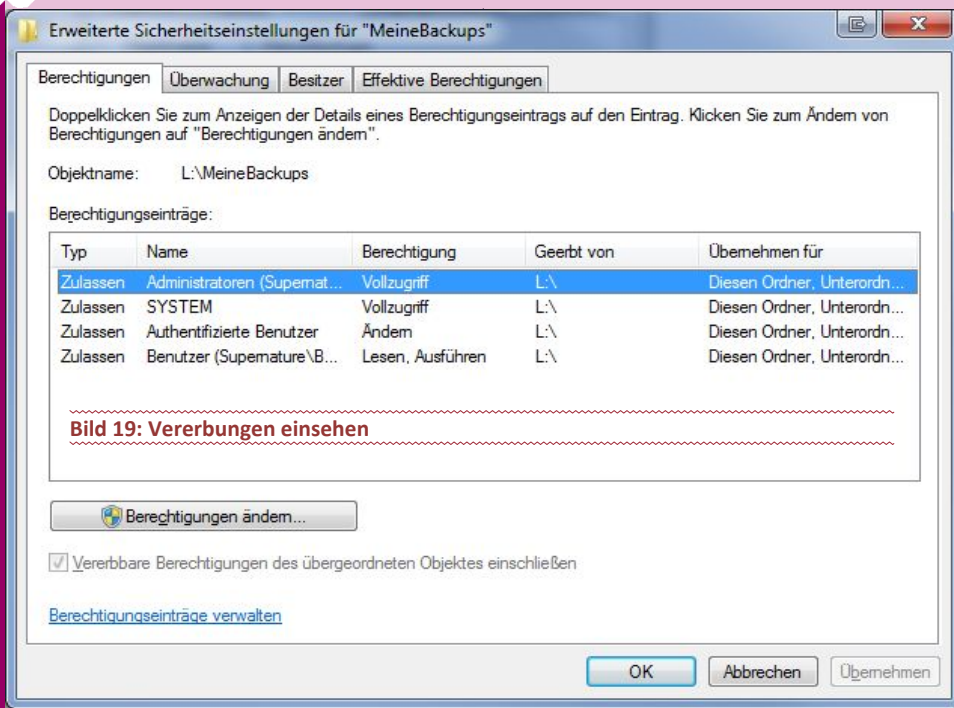 Erweiterte Sicherheitseinstellungen für "MeineBackups"
Berechtigungen Überwachung Besitzer Effektive Berechtigungen
Doppelklicken Sie zum Anzeigen der Details eines Berechtigungseintrags auf den Eintrag. Klicken Sie zum Ändern von
Berechtigungen auf "Berechtigungen ändern".
Objektname: L:\MeineBackups
Berechtigungseinträge:
Typ Name Berechtigung Geerbt von Übernehmen für
Zulassen Administratoren (Supernat... Vollzugriff L:\ Diesen Ordner, Unterordn...
Zulassen SYSTEM Vollzugriff L:\ Diesen Ordner, Unterordn...
Zulassen Authentifizierte Benutzer Ändern L:\ Diesen Ordner, Unterordn...
Zulassen Benutzer (Supernature\B... Lesen, Ausführen L:\ Diesen Ordner, Unterordn...
Bild 19: Vererbungen einsehen
Berechtigungen ändern...
Vererbbare Berechtigungen des übergeordneten Objektes einschließen
Berechtigungseinträge verwalten
OK Abbrechen Übernehmen